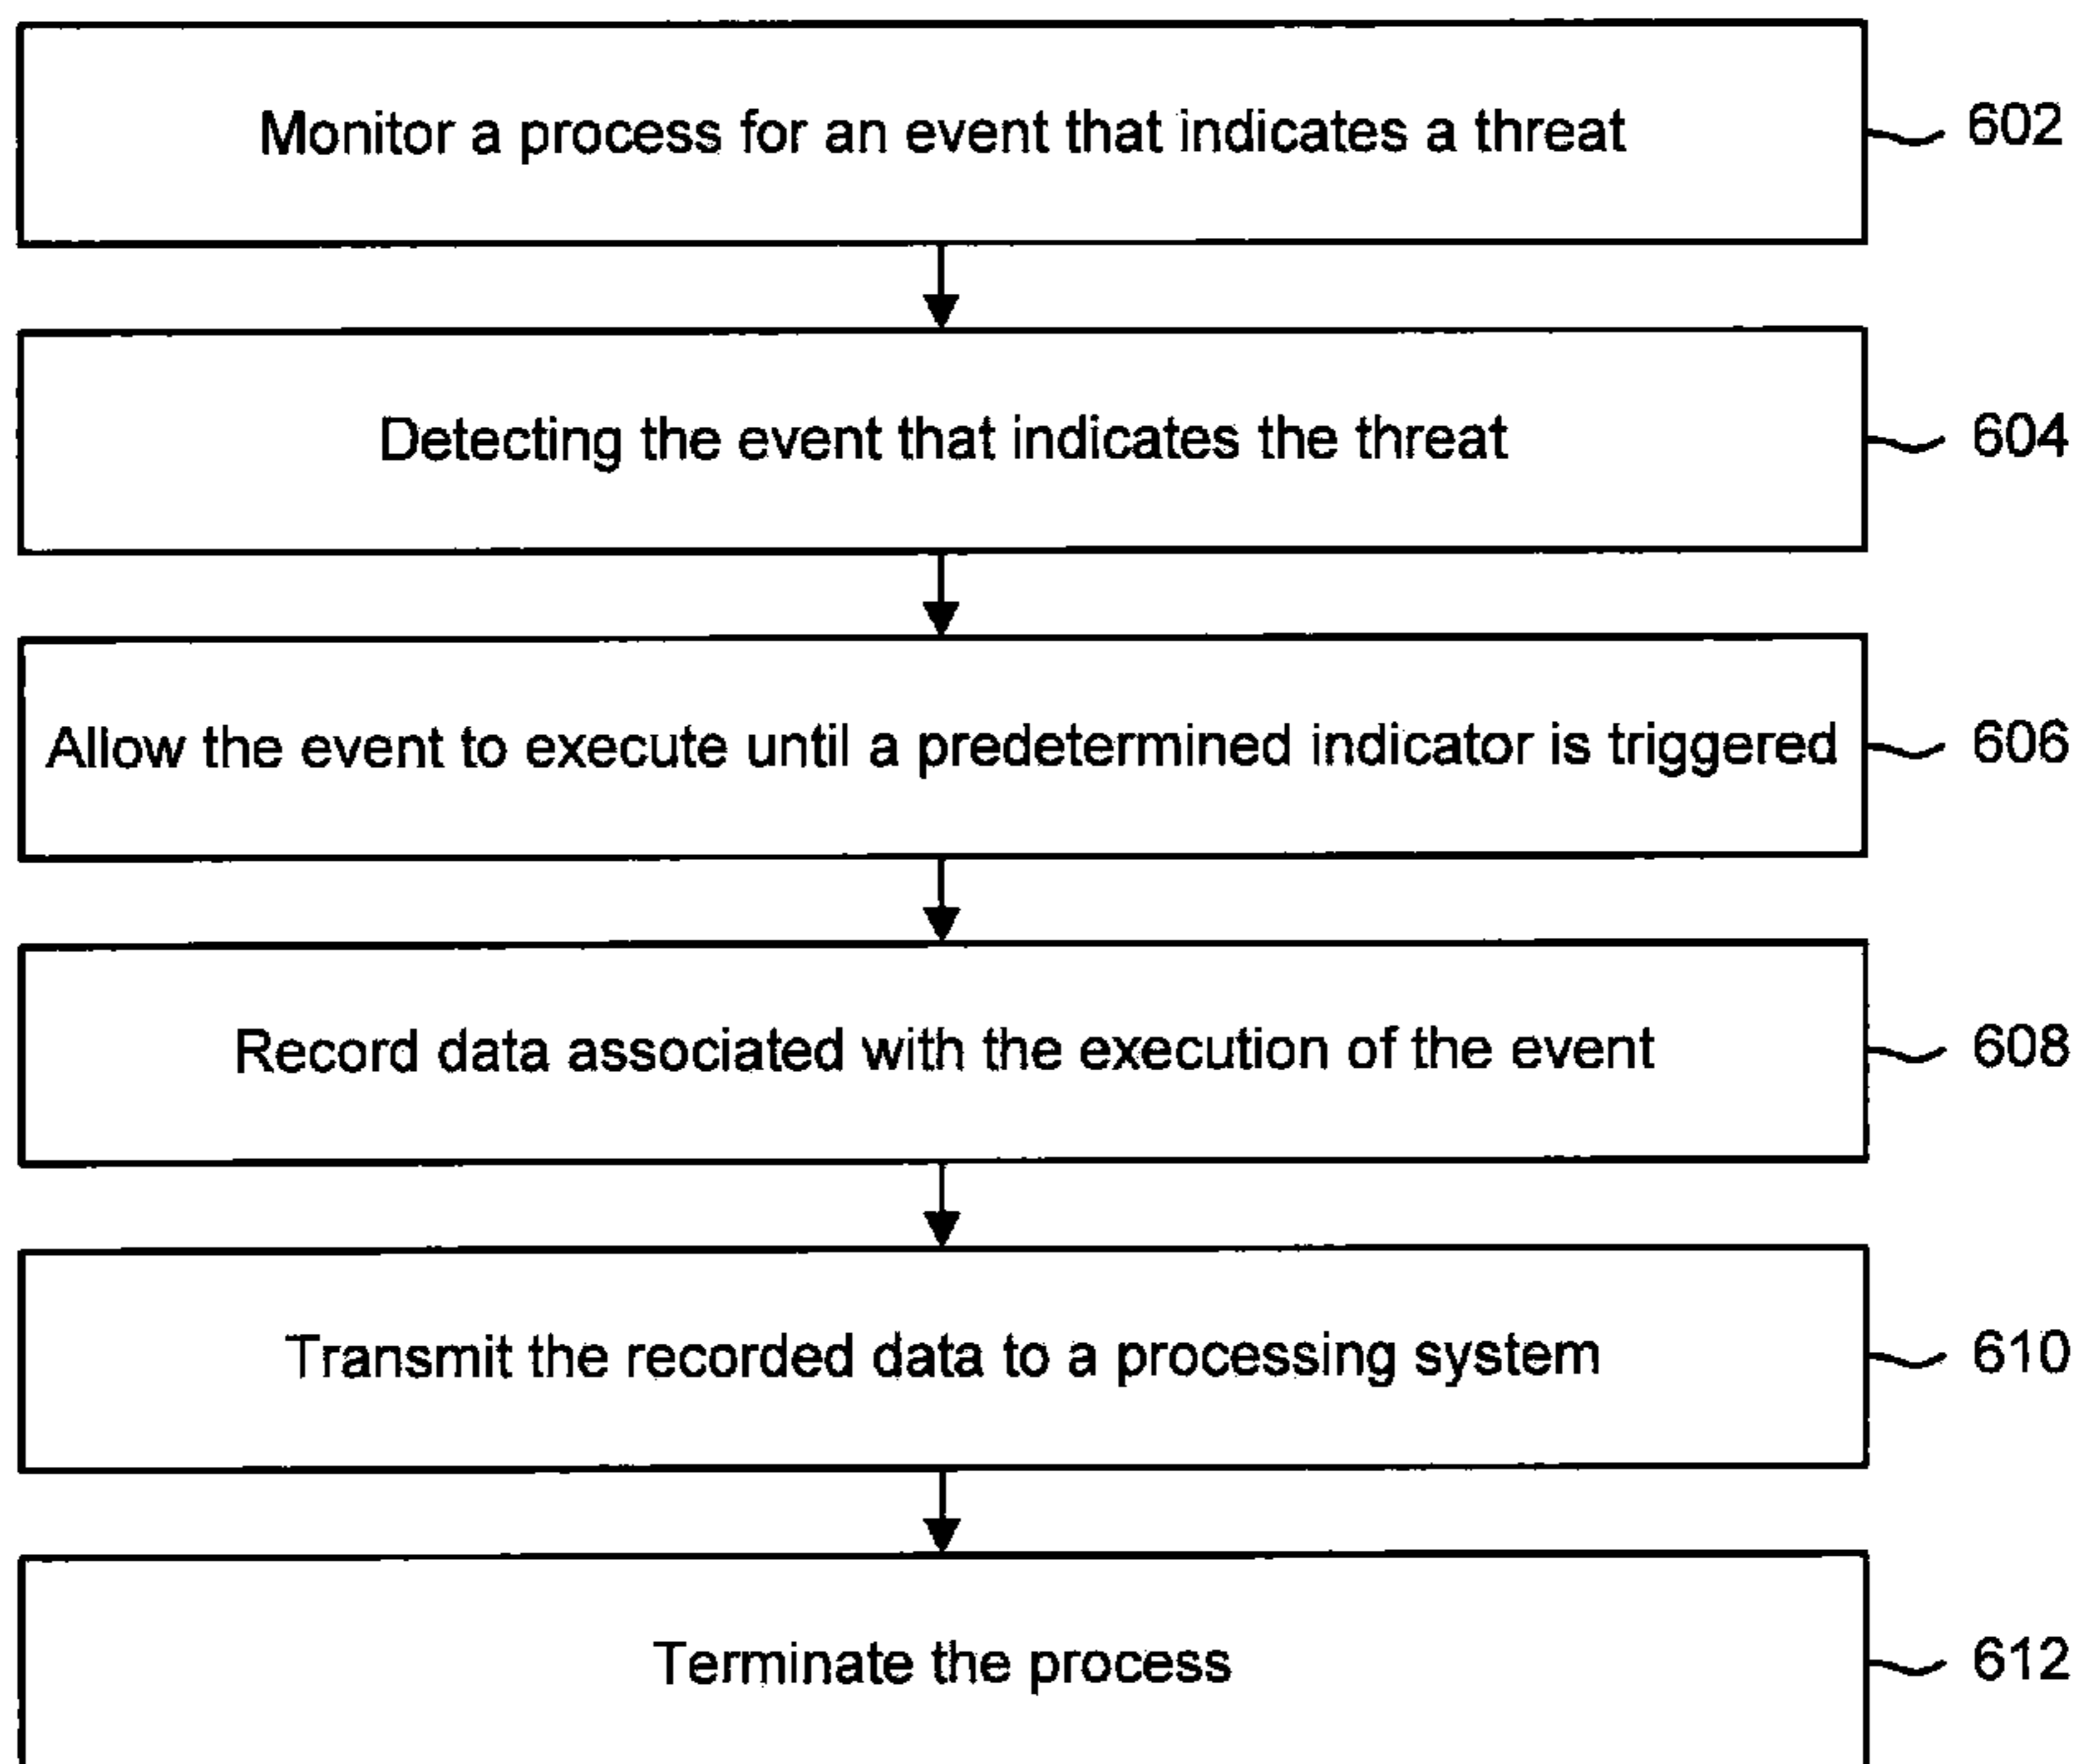 Monitor a process for an event that indicates a threat 602
Detecting the event that indicates the threat 604
Allow the event to execute until a predetermined indicator is triggered 606
Record data associated with the execution of the event 608
Transmit the recorded data to a processing system 610
Terminate the process 612